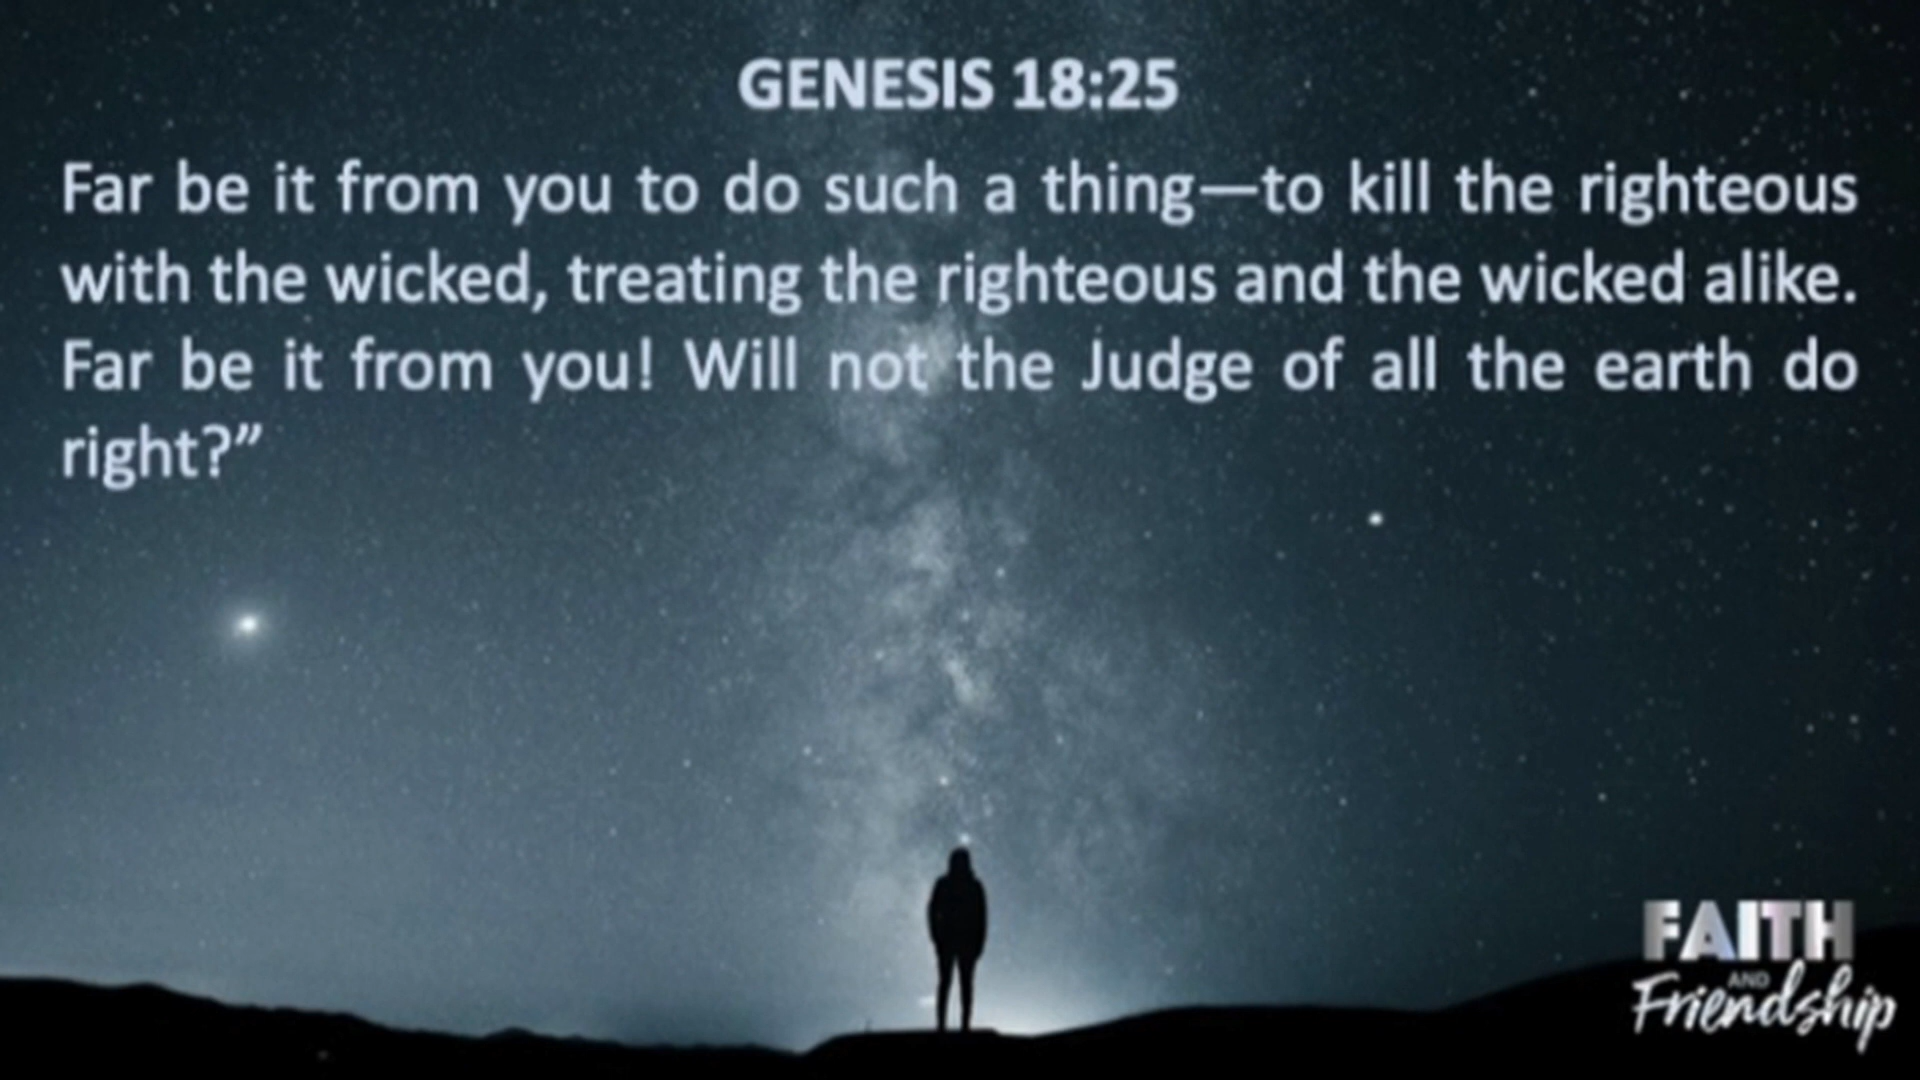 GENESIS 18:25
Far be it from you to do such a thing—to kill the righteous
with the wicked, treating the righteous and the wicked alike.
Far be it from you! Will not the Judge of all the earth do
right?”
FAITH
AND
Friendship